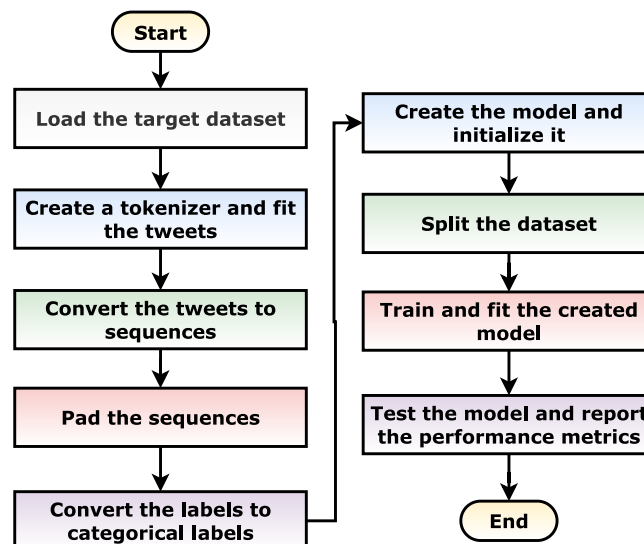 Start
Load the target dataset
Create a tokenizer and fit
the tweets
Convert the tweets to
sequences
Pad the sequences
Convert the labels to
categorical labels
Create the model and
initialize it
Split the dataset
Train and fit the created
model
Test the model and report
the performance metrics
End